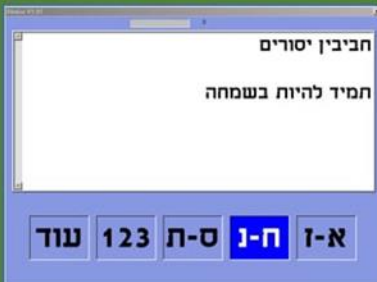 חביבין יסורים
תמיד להיות בשמחה
א-ז
ח-נ
ס-ת
123
עוד